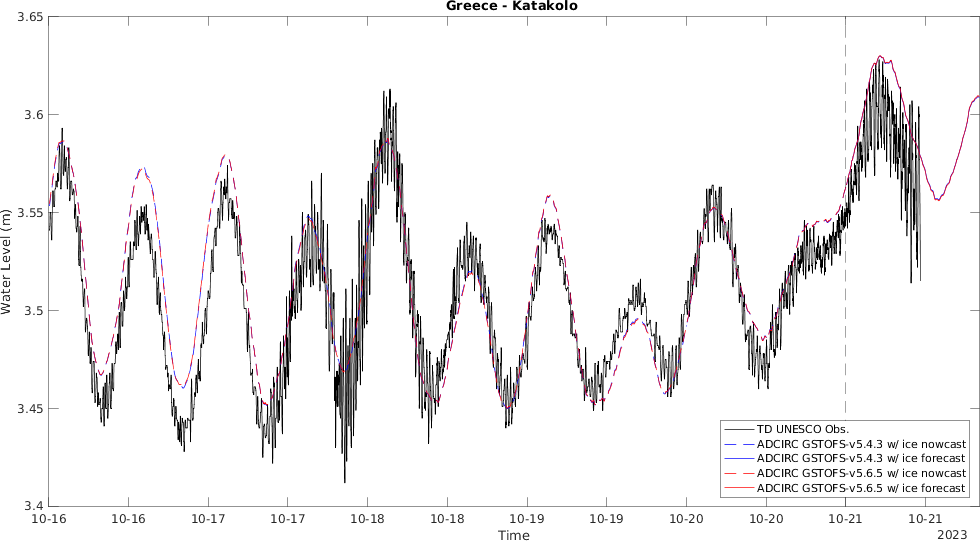 Greece - Katakolo
3.65
3.6
3.55
3.5
3.45
3.4
Water Level (m)
10-16 10-16 10-17 10-17 10-18 10-18 10-19 10-19 10-20 10-20 10-21 10-21
Time
2023
TD UNESCO Obs.
ADCIRC GSTOFS-v5.4.3 w/ ice nowcast
ADCIRC GSTOFS-v5.4.3 w/ ice forecast
ADCIRC GSTOFS-v5.6.5 w/ ice nowcast
ADCIRC GSTOFS-v5.6.5 w/ ice forecast